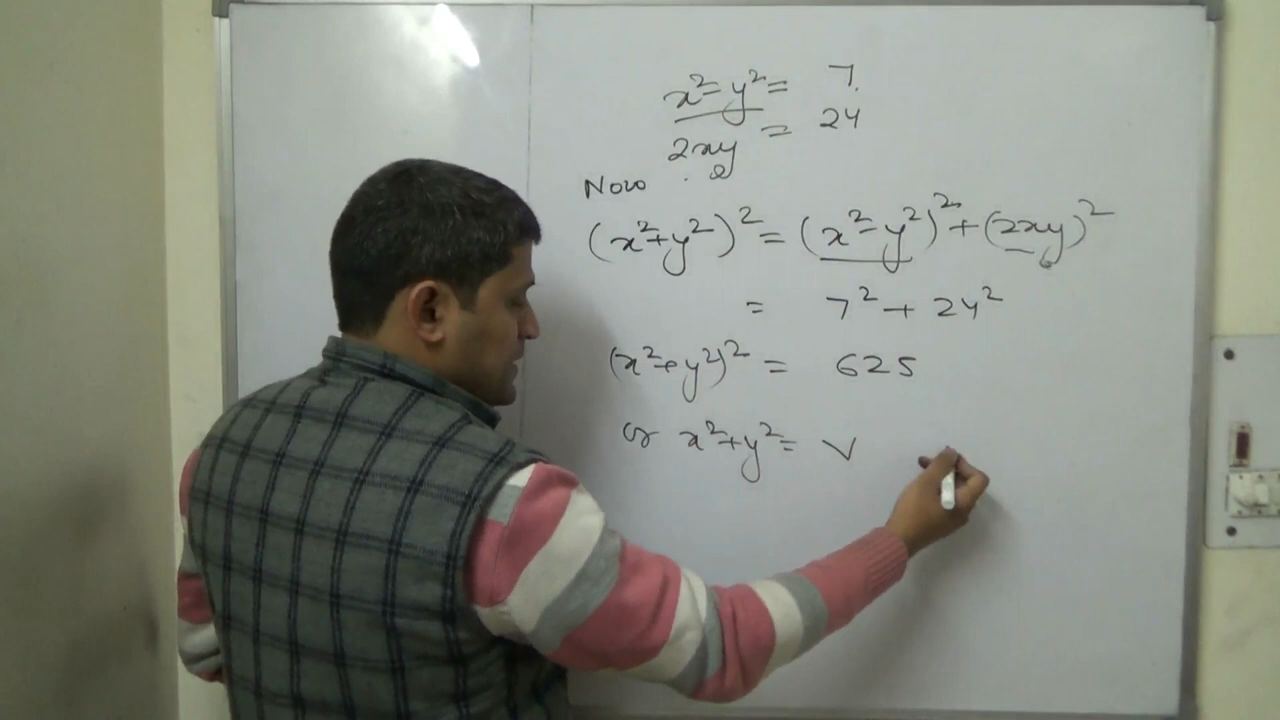 x² - y² = 7
2xy = 24
Now
(x² + y²)² = (x² - y²)² + (2xy)²
= 7² + 24²
(x² + y²)² = 625
or x² + y² = √